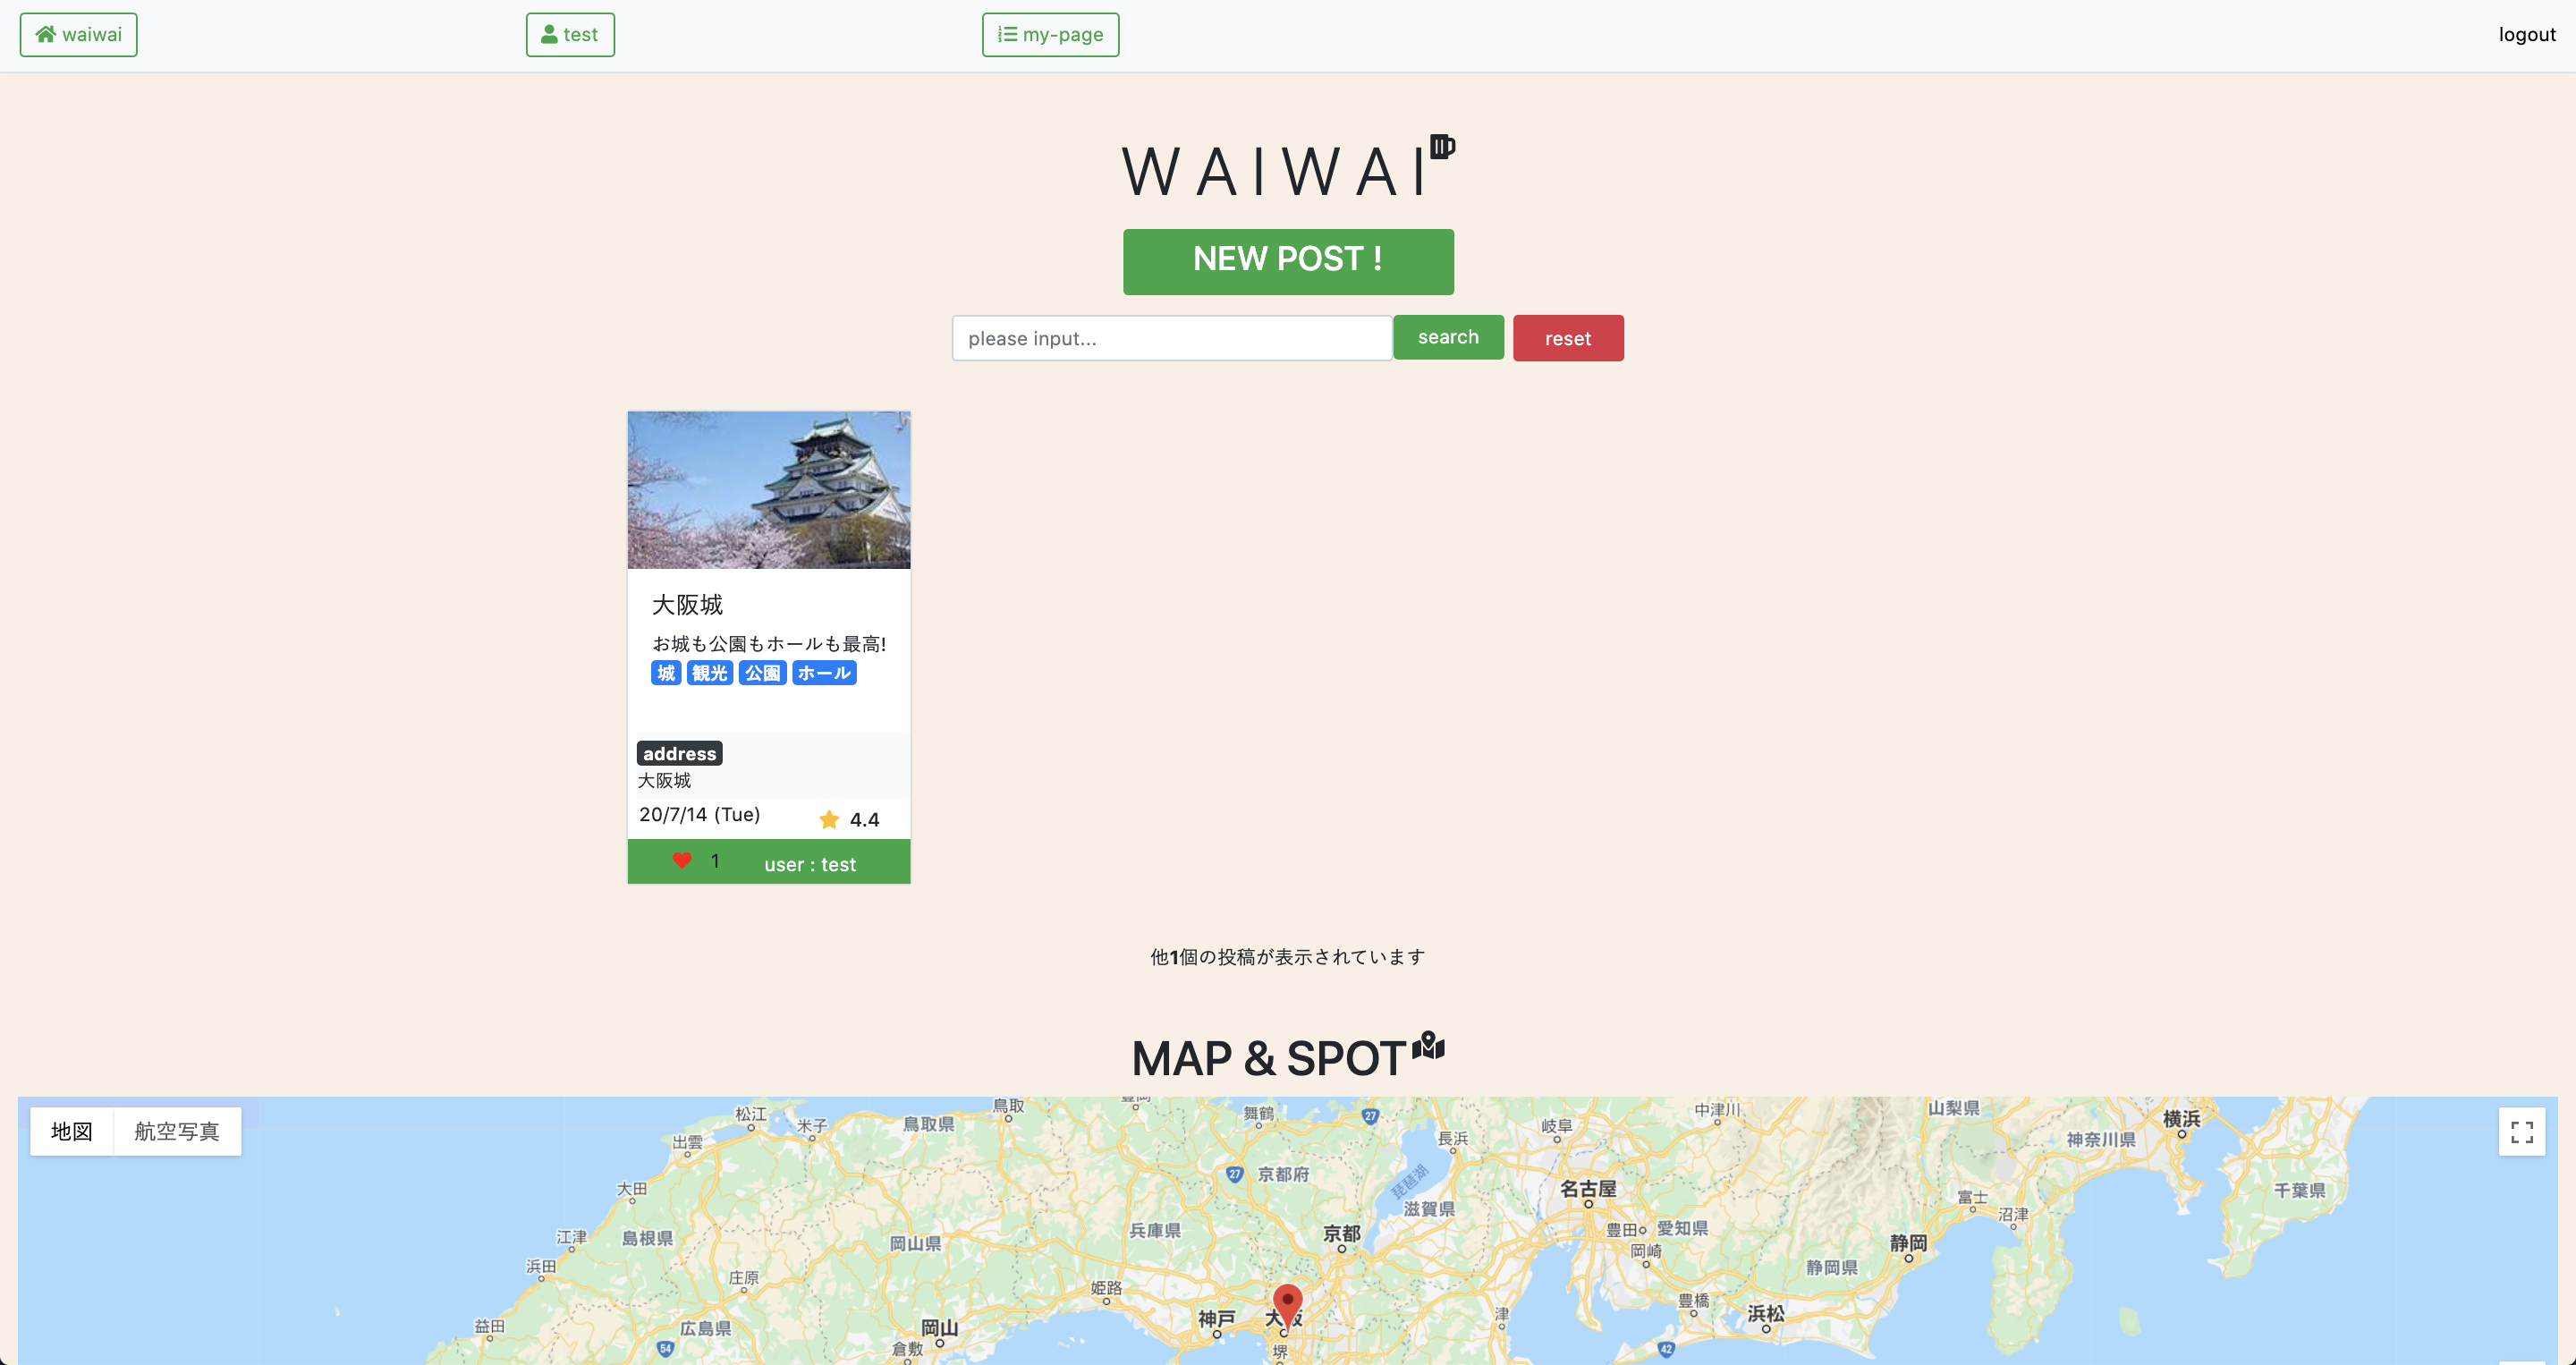 waiwai
test
my-page
logout
WAIWAI
NEW POST !
please input...
search
reset
大阪城
お城も公園もホールも最高!
城 観光 公園 ホール
address
大阪城
20/7/14 (Tue)
4.4
1
user : test
他1個の投稿が表示されています
MAP & SPOT
地図
航空写真
松江
米子
鳥取県
鳥取
舞鶴
27
岐阜
中津川
山梨県
横浜
神奈川県
出雲
長浜
27
京都府
琵琶湖
名古屋
富士
千葉県
大田
滋賀県
沼津
江津
島根県
岡山県
兵庫県
京都
豊田
愛知県
岡崎
静岡
静岡県
浜田
庄原
姫路
豊橋
浜松
益田
広島県
岡山
神戸
大阪
津
54
倉敷
堺
42